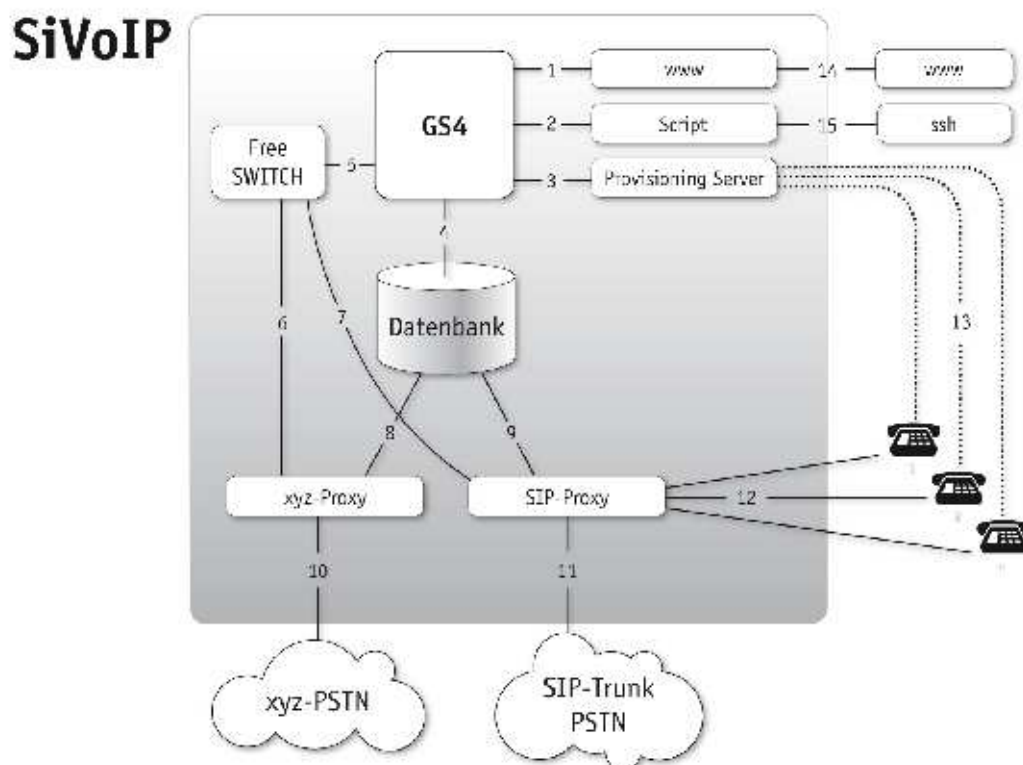 SiVoIP
GS4
1
www
14
www
2
Script
15
ssh
Free
SWITCH
5
3
Provisioning Server
4
Datenbank
6
7
13
8
9
xyz-Proxy
SIP-Proxy
12
10
11
xyz-PSTN
SIP-Trunk
PSTN